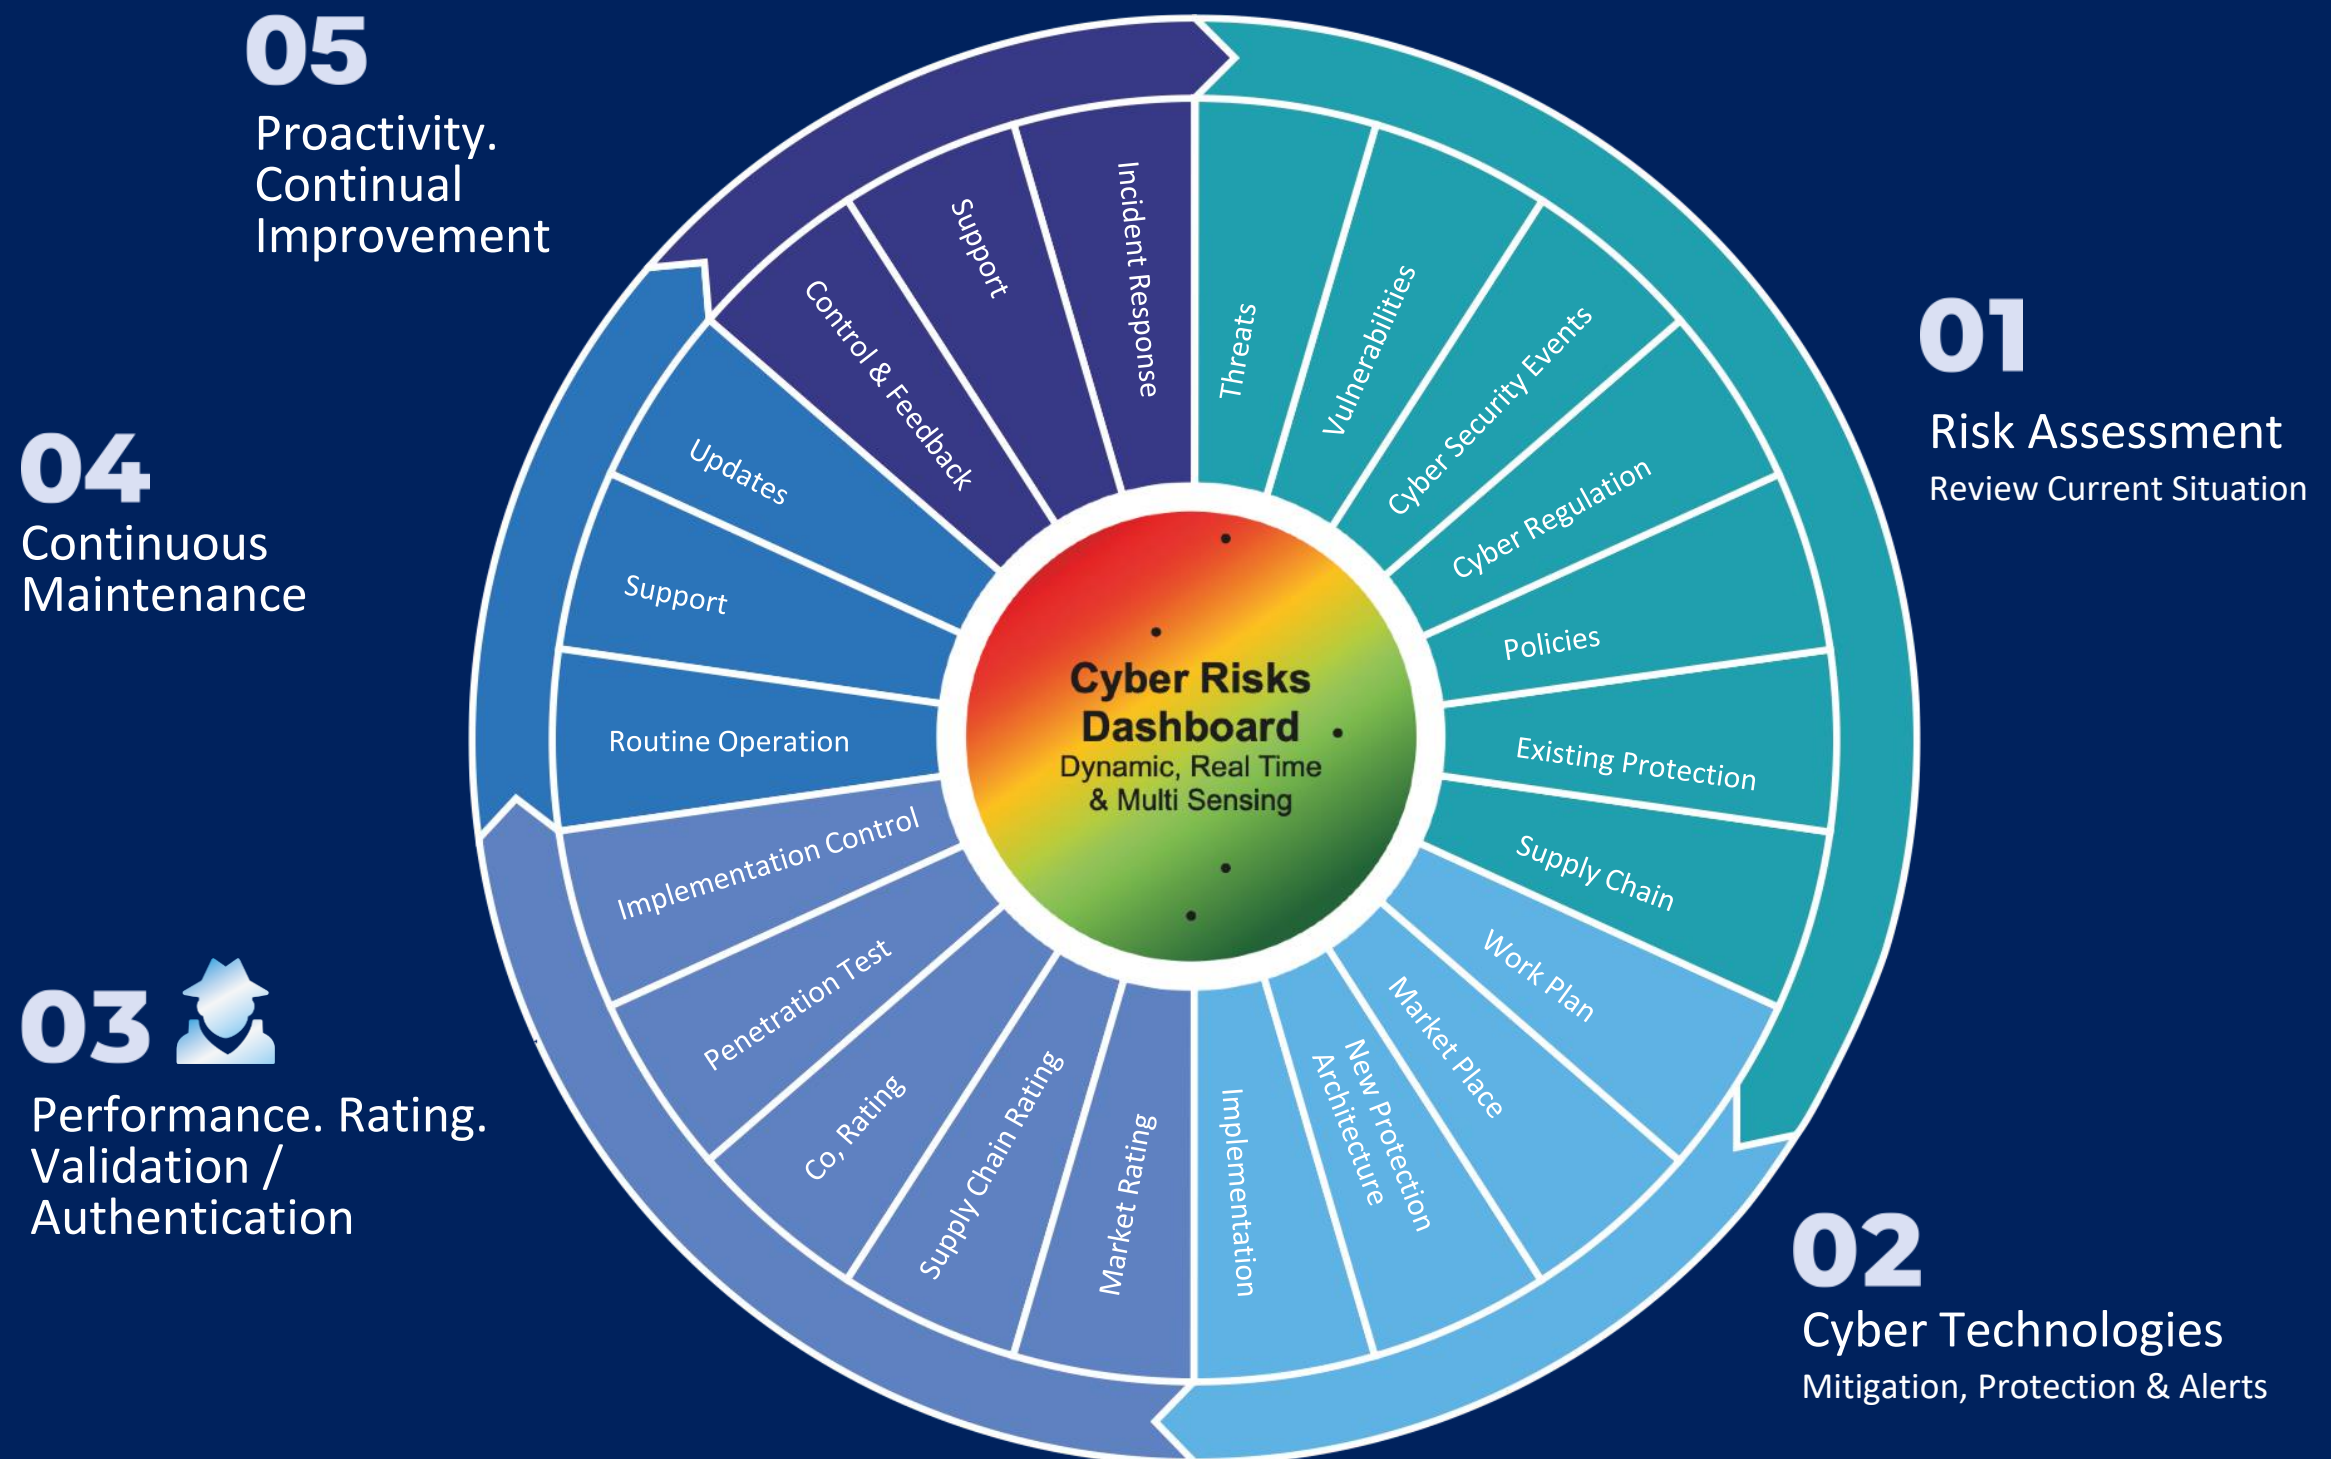 05
Proactivity.
Continual
Improvement
01
Risk Assessment
Review Current Situation
04
Continuous
Maintenance
03
Performance. Rating.
Validation /
Authentication
02
Cyber Technologies
Mitigation, Protection & Alerts
Threats
Vulnerabilities
Cyber Security Events
Cyber Regulation
Policies
Existing Protection
Supply Chain
Work Plan
Market Place
New Protection
Architecture
Implementation
Market Rating
Supply Chain Rating
Co, Rating
Penetration Test
Implementation Control
Routine Operation
Support
Updates
Control & Feedback
Support
Incident Response
Cyber Risks
Dashboard
Dynamic, Real Time
& Multi Sensing